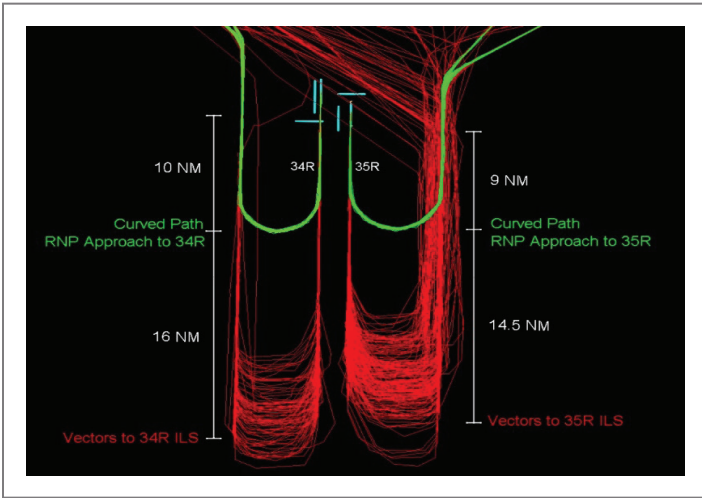 34R
35R
10 NM
9 NM
Curved Path
RNP Approach to 34R
Curved Path
RNP Approach to 35R
16 NM
14.5 NM
Vectors to 34R ILS
Vectors to 35R ILS